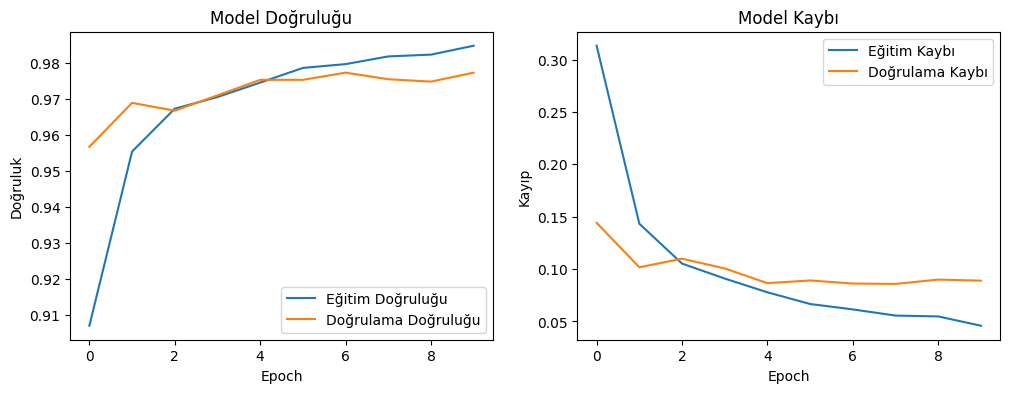 Model Doğruluğu
0.98
0.97
0.96
0.95
0.94
0.93
0.92
0.91
Doğruluk
Eğitim Doğruluğu
Doğrulama Doğruluğu
0 2 4 6 8
Epoch
Model Kaybı
0.30
0.25
0.20
0.15
0.10
0.05
Kayıp
Eğitim Kaybı
Doğrulama Kaybı
0 2 4 6 8
Epoch